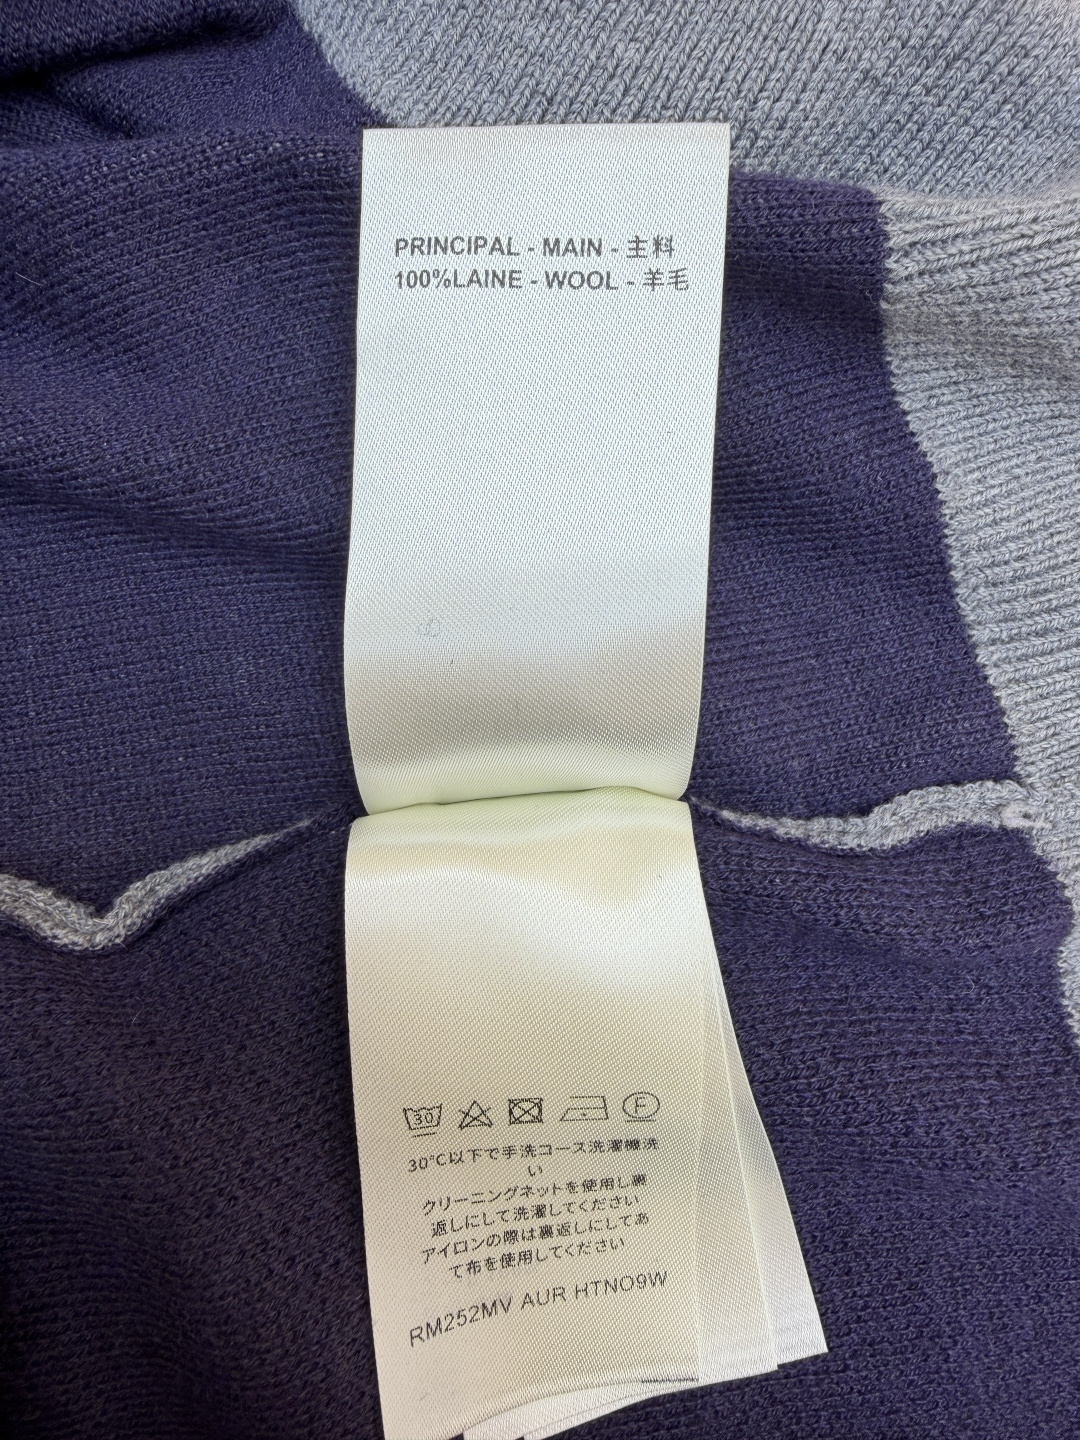 PRINCIPAL - MAIN - 主料
100%LAINE - WOOL - 羊毛
30
F
30℃以下で手洗コース洗濯機洗
い
クリーニングネットを使用し裏
返しにして洗濯してください
アイロンの際は裏返しにしてあ
て布を使用してください
RM252MV AUR HTNO9W